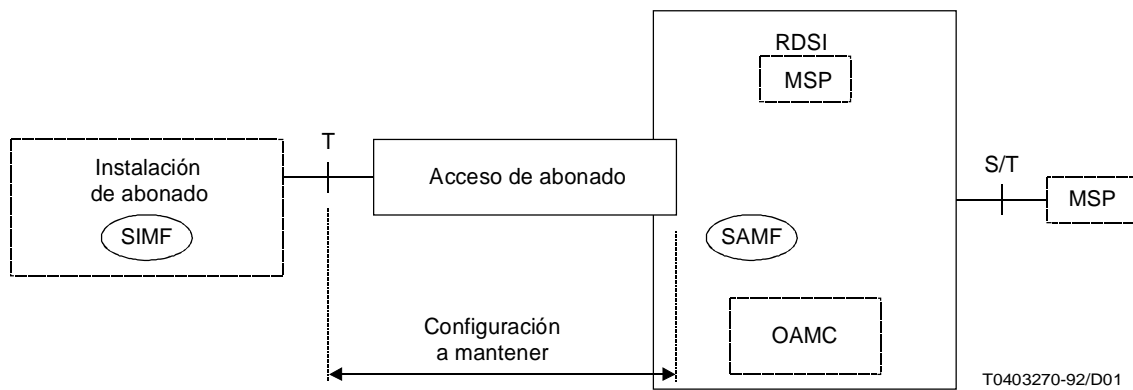 RDSI
MSP
T
Instalación
de abonado
SIMF
Acceso de abonado
S/T
MSP
SAMF
Configuración
a mantener
OAMC
T0403270-92/D01